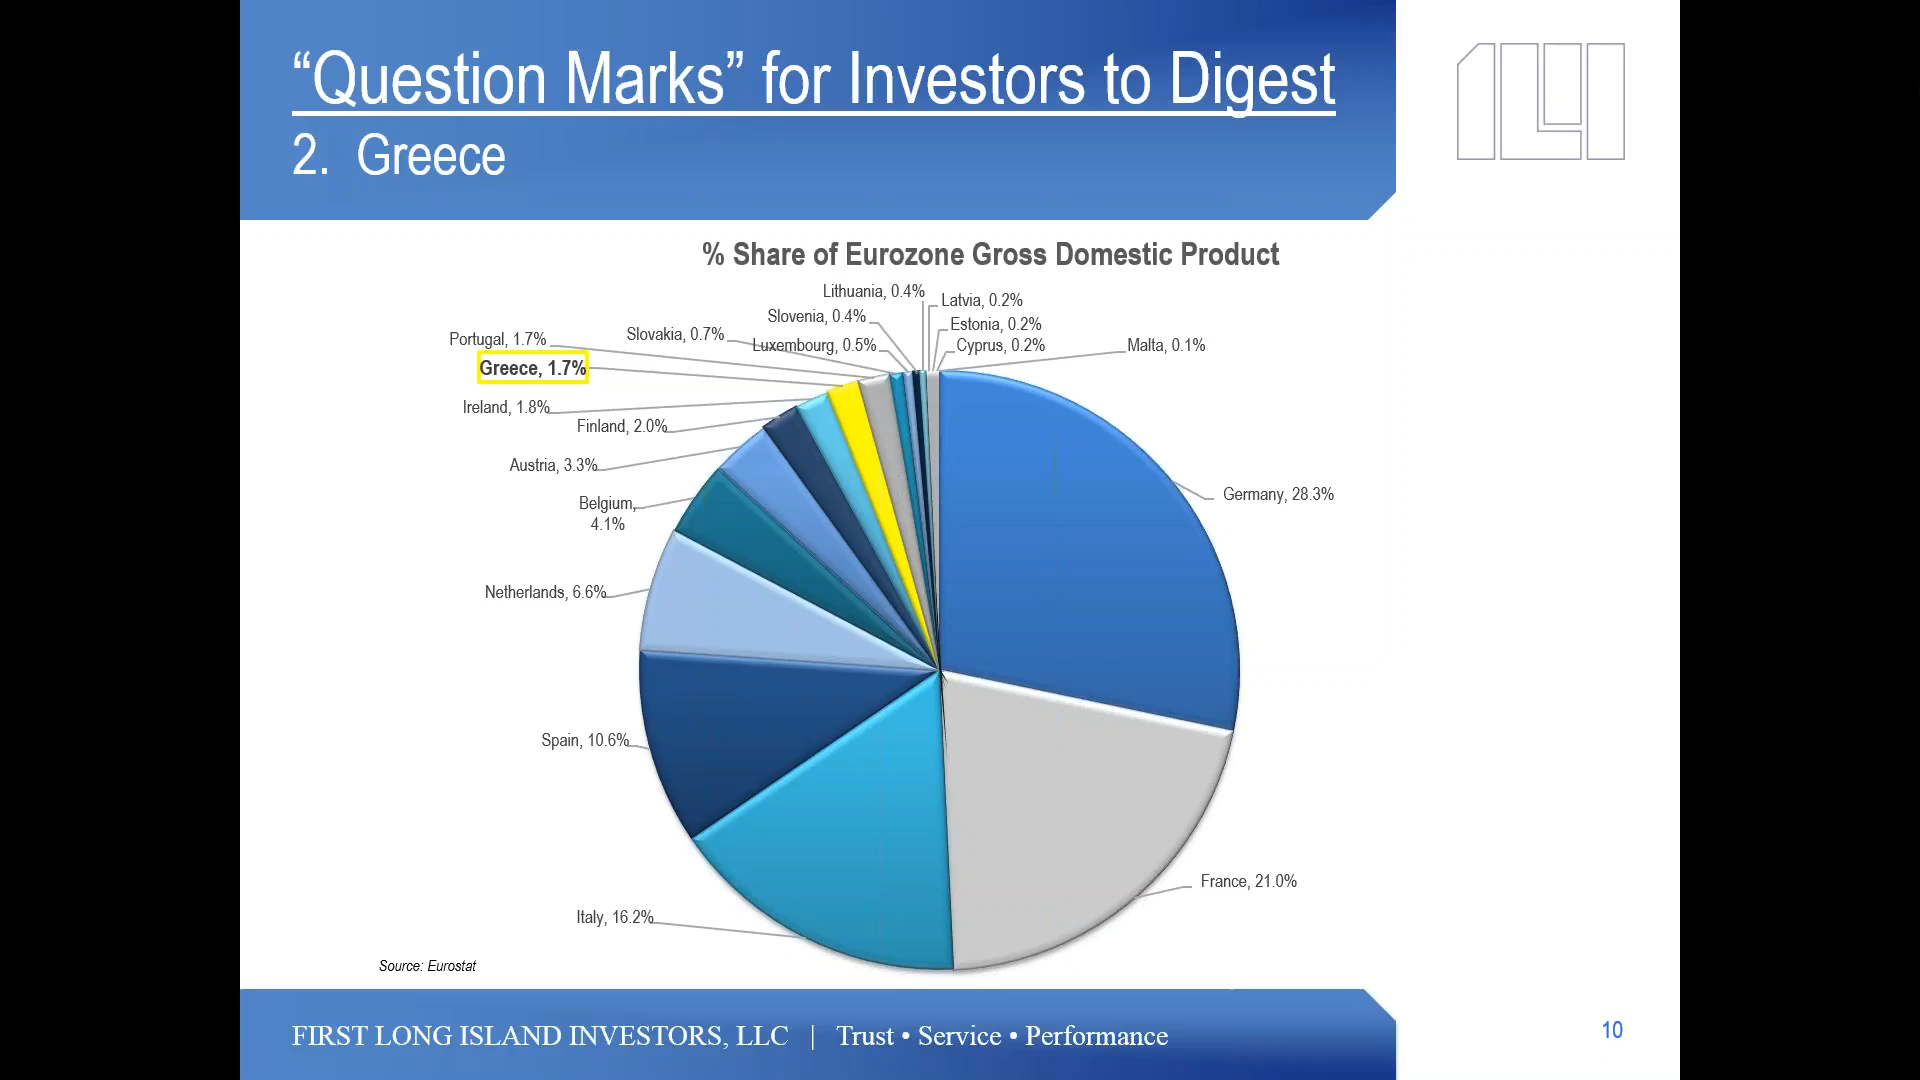 “Question Marks” for Investors to Digest
2. Greece
% Share of Eurozone Gross Domestic Product
Lithuania, 0.4%
Latvia, 0.2%
Slovenia, 0.4%
Estonia, 0.2%
Portugal, 1.7%
Slovakia, 0.7%
Luxembourg, 0.5%
Cyprus, 0.2%
Malta, 0.1%
Greece, 1.7%
Ireland, 1.8%
Finland, 2.0%
Austria, 3.3%
Belgium,
4.1%
Germany, 28.3%
Netherlands, 6.6%
Spain, 10.6%
France, 21.0%
Italy, 16.2%
Source: Eurostat
FIRST LONG ISLAND INVESTORS, LLC | Trust • Service • Performance
10